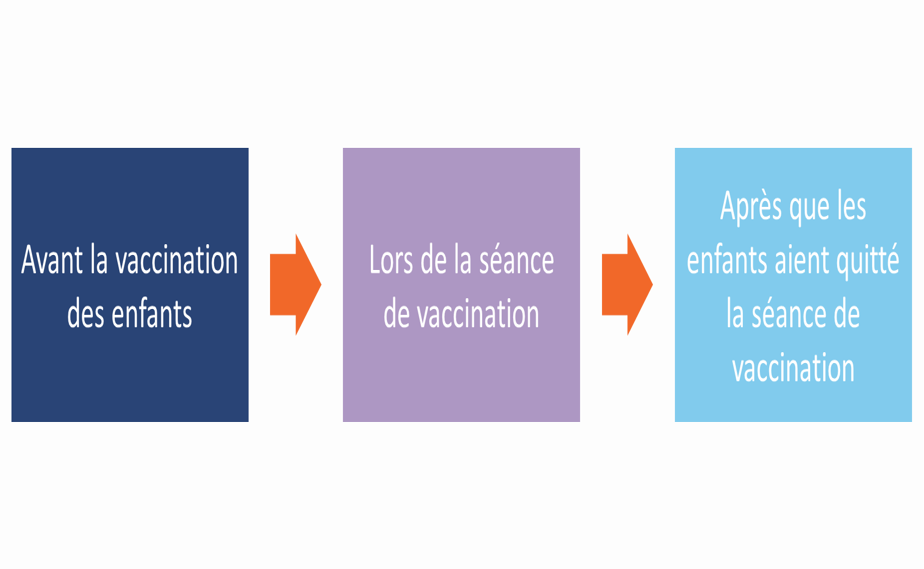 Avant la vaccination
des enfants
Lors de la séance
de vaccination
Après que les
enfants aient quitté
la séance de
vaccination